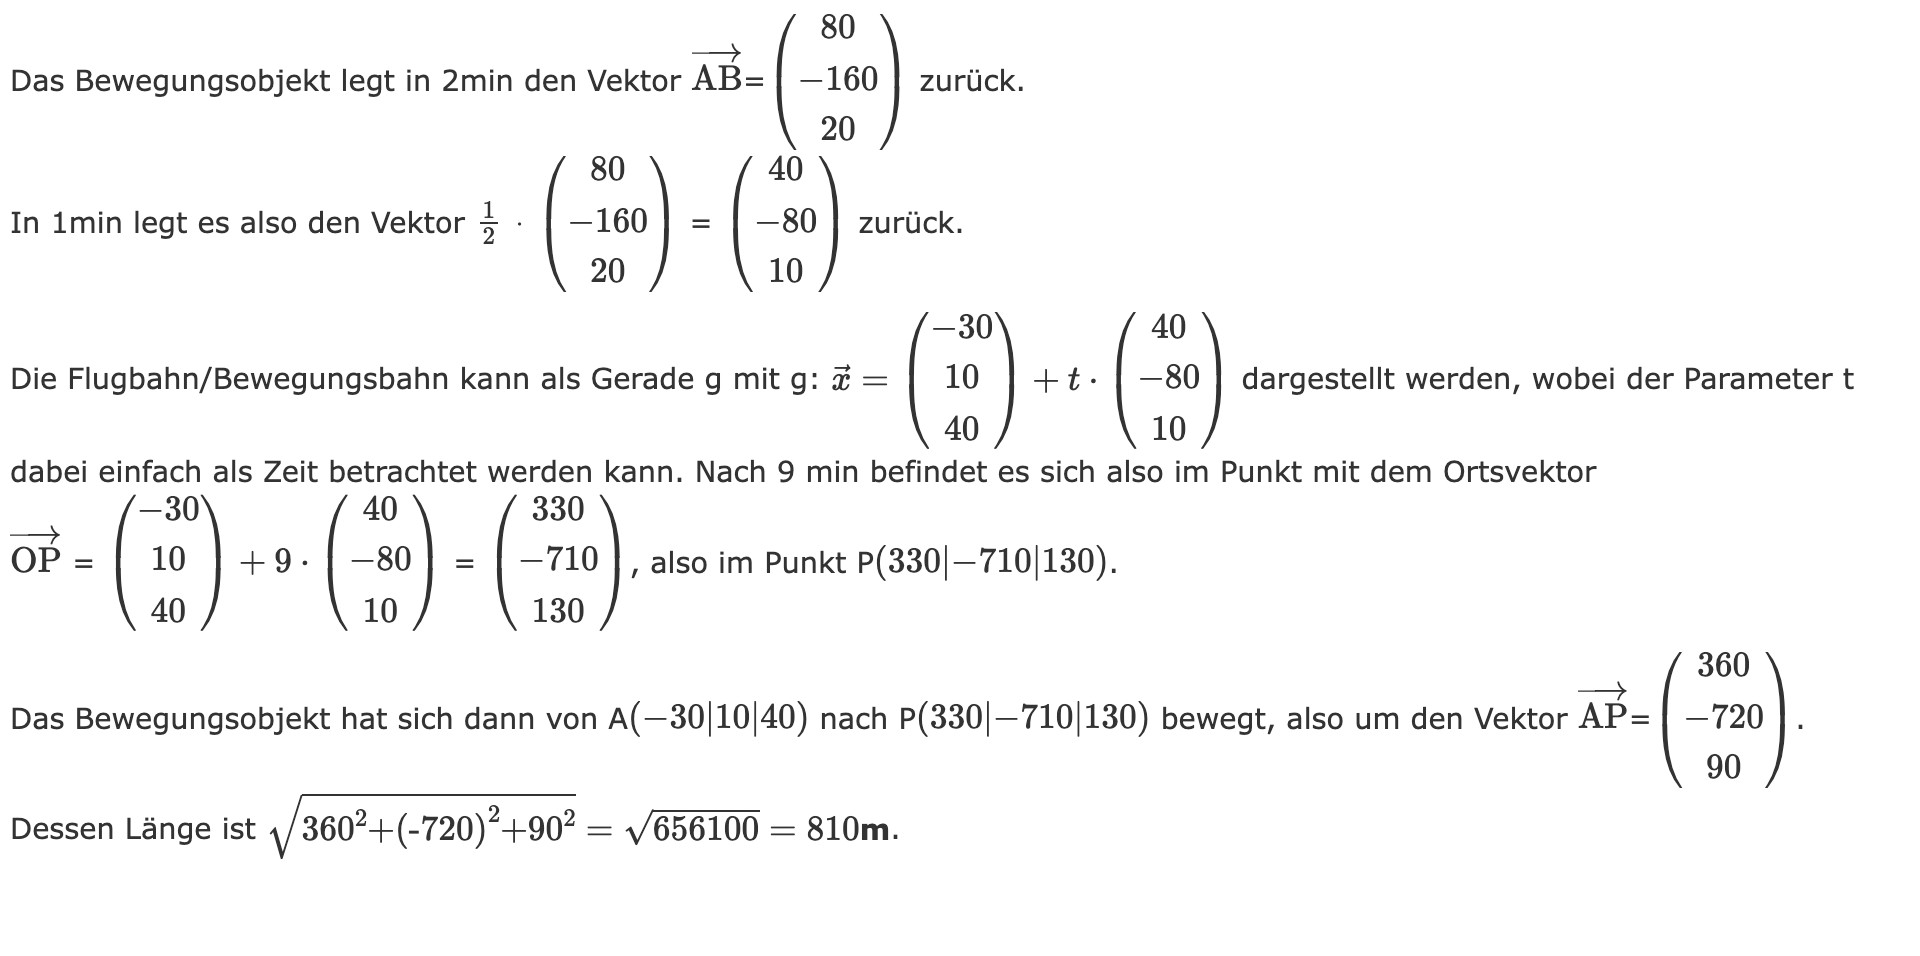 Das Bewegungsobjekt legt in 2min den Vektor $\overrightarrow{\mathrm{AB}}$=$\begin{pmatrix} 80 \\ -160 \\ 20 \end{pmatrix}$ zurück.
In 1min legt es also den Vektor $\frac{1}{2} \cdot \begin{pmatrix} 80 \\ -160 \\ 20 \end{pmatrix}$ = $\begin{pmatrix} 40 \\ -80 \\ 10 \end{pmatrix}$ zurück.
Die Flugbahn/Bewegungsbahn kann als Gerade g mit g: $\vec{x} = \begin{pmatrix} -30 \\ 10 \\ 40 \end{pmatrix} + t \cdot \begin{pmatrix} 40 \\ -80 \\ 10 \end{pmatrix}$ dargestellt werden, wobei der Parameter t
dabei einfach als Zeit betrachtet werden kann. Nach 9 min befindet es sich also im Punkt mit dem Ortsvektor
$\overrightarrow{\mathrm{OP}}$ = $\begin{pmatrix} -30 \\ 10 \\ 40 \end{pmatrix} + 9 \cdot \begin{pmatrix} 40 \\ -80 \\ 10 \end{pmatrix}$ = $\begin{pmatrix} 330 \\ -710 \\ 130 \end{pmatrix}$, also im Punkt P$(330|-710|130)$.
Das Bewegungsobjekt hat sich dann von A$(-30|10|40)$ nach P$(330|-710|130)$ bewegt, also um den Vektor $\overrightarrow{\mathrm{AP}}$=$\begin{pmatrix} 360 \\ -720 \\ 90 \end{pmatrix}$.
Dessen Länge ist $\sqrt{360^2+(-720)^2+90^2} = \sqrt{656100} = 810$m.